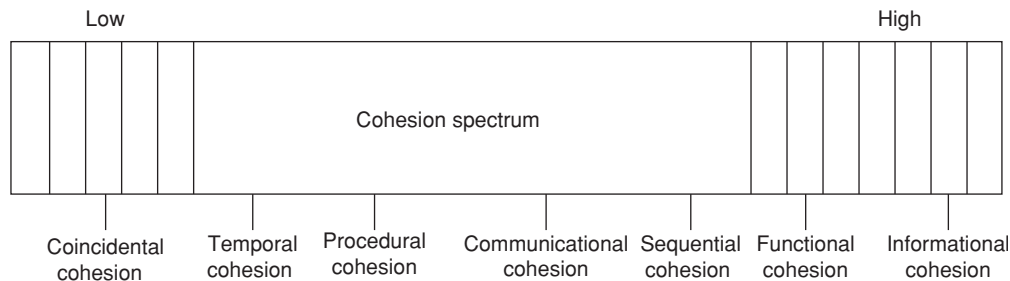 Low
High
Cohesion spectrum
Coincidental
cohesion
Temporal
cohesion
Procedural
cohesion
Communicational
cohesion
Sequential
cohesion
Functional
cohesion
Informational
cohesion